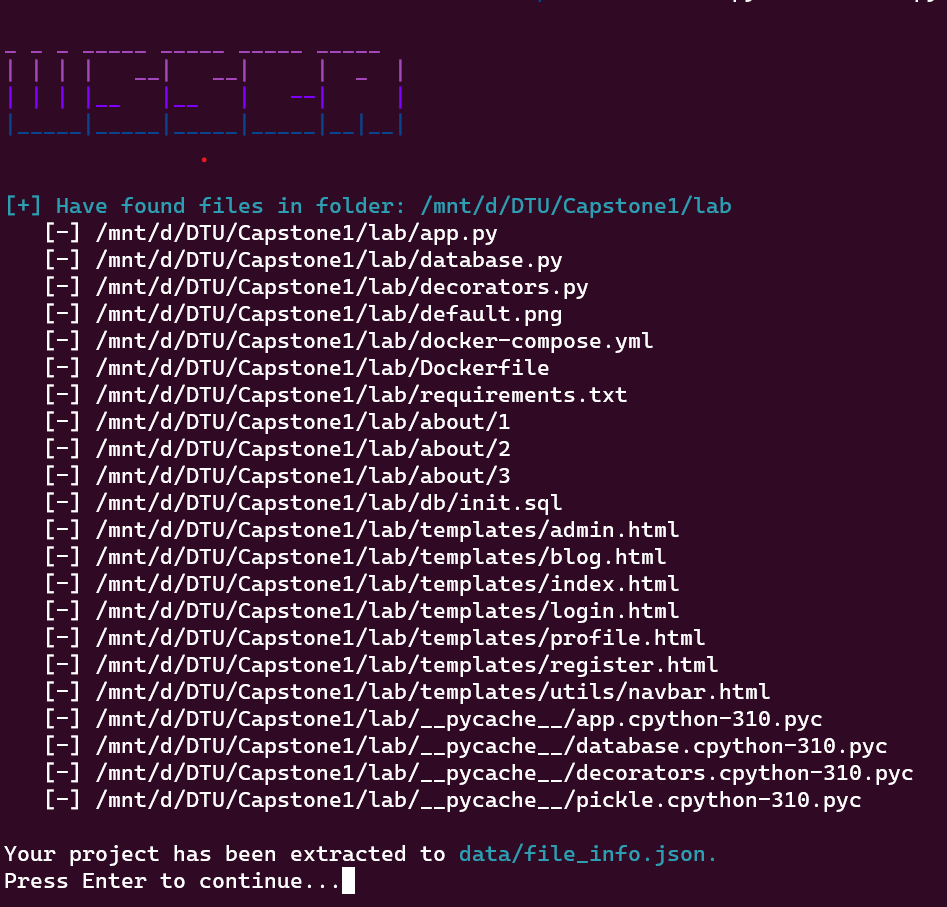 [+] Have found files in folder: /mnt/d/DTU/Capstone1/lab
[-] /mnt/d/DTU/Capstone1/lab/app.py
[-] /mnt/d/DTU/Capstone1/lab/database.py
[-] /mnt/d/DTU/Capstone1/lab/decorators.py
[-] /mnt/d/DTU/Capstone1/lab/default.png
[-] /mnt/d/DTU/Capstone1/lab/docker-compose.yml
[-] /mnt/d/DTU/Capstone1/lab/Dockerfile
[-] /mnt/d/DTU/Capstone1/lab/requirements.txt
[-] /mnt/d/DTU/Capstone1/lab/about/1
[-] /mnt/d/DTU/Capstone1/lab/about/2
[-] /mnt/d/DTU/Capstone1/lab/about/3
[-] /mnt/d/DTU/Capstone1/lab/db/init.sql
[-] /mnt/d/DTU/Capstone1/lab/templates/admin.html
[-] /mnt/d/DTU/Capstone1/lab/templates/blog.html
[-] /mnt/d/DTU/Capstone1/lab/templates/index.html
[-] /mnt/d/DTU/Capstone1/lab/templates/login.html
[-] /mnt/d/DTU/Capstone1/lab/templates/profile.html
[-] /mnt/d/DTU/Capstone1/lab/templates/register.html
[-] /mnt/d/DTU/Capstone1/lab/templates/utils/navbar.html
[-] /mnt/d/DTU/Capstone1/lab/__pycache__/app.cpython-310.pyc
[-] /mnt/d/DTU/Capstone1/lab/__pycache__/database.cpython-310.pyc
[-] /mnt/d/DTU/Capstone1/lab/__pycache__/decorators.cpython-310.pyc
[-] /mnt/d/DTU/Capstone1/lab/__pycache__/pickle.cpython-310.pyc
Your project has been extracted to data/file_info.json.
Press Enter to continue...